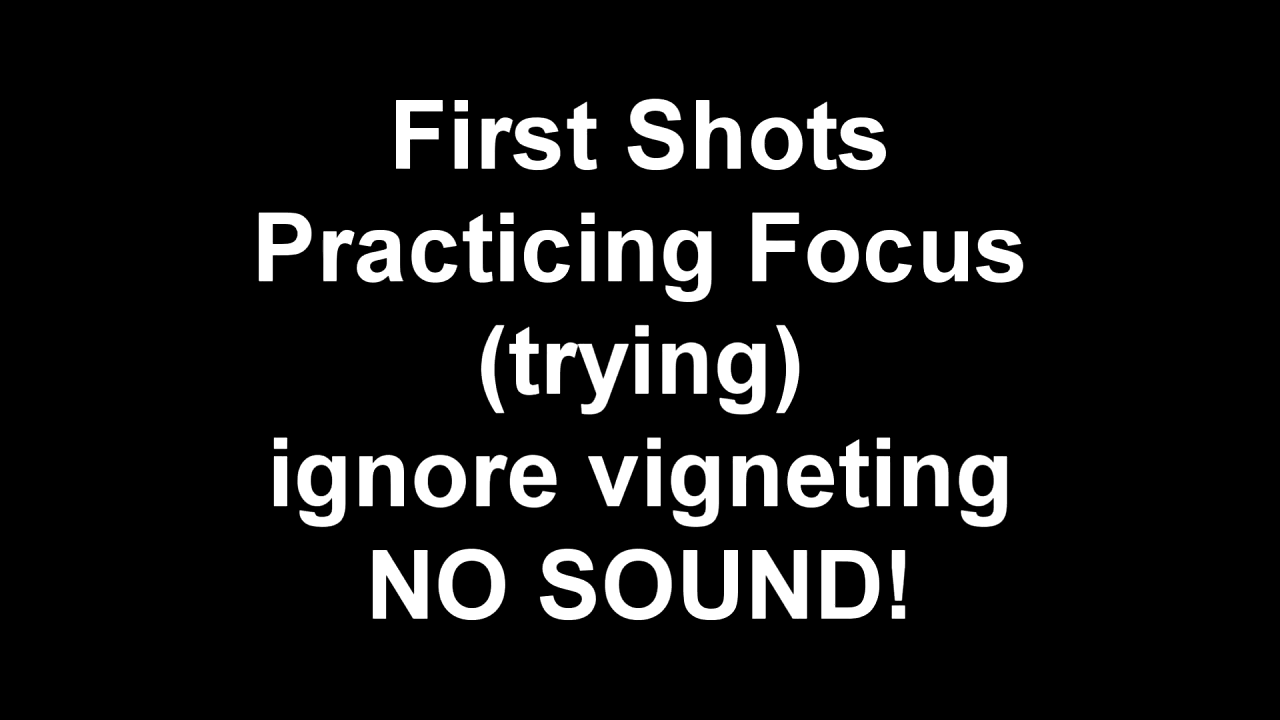 First Shots
Practicing Focus
(trying)
ignore vigneting
NO SOUND!